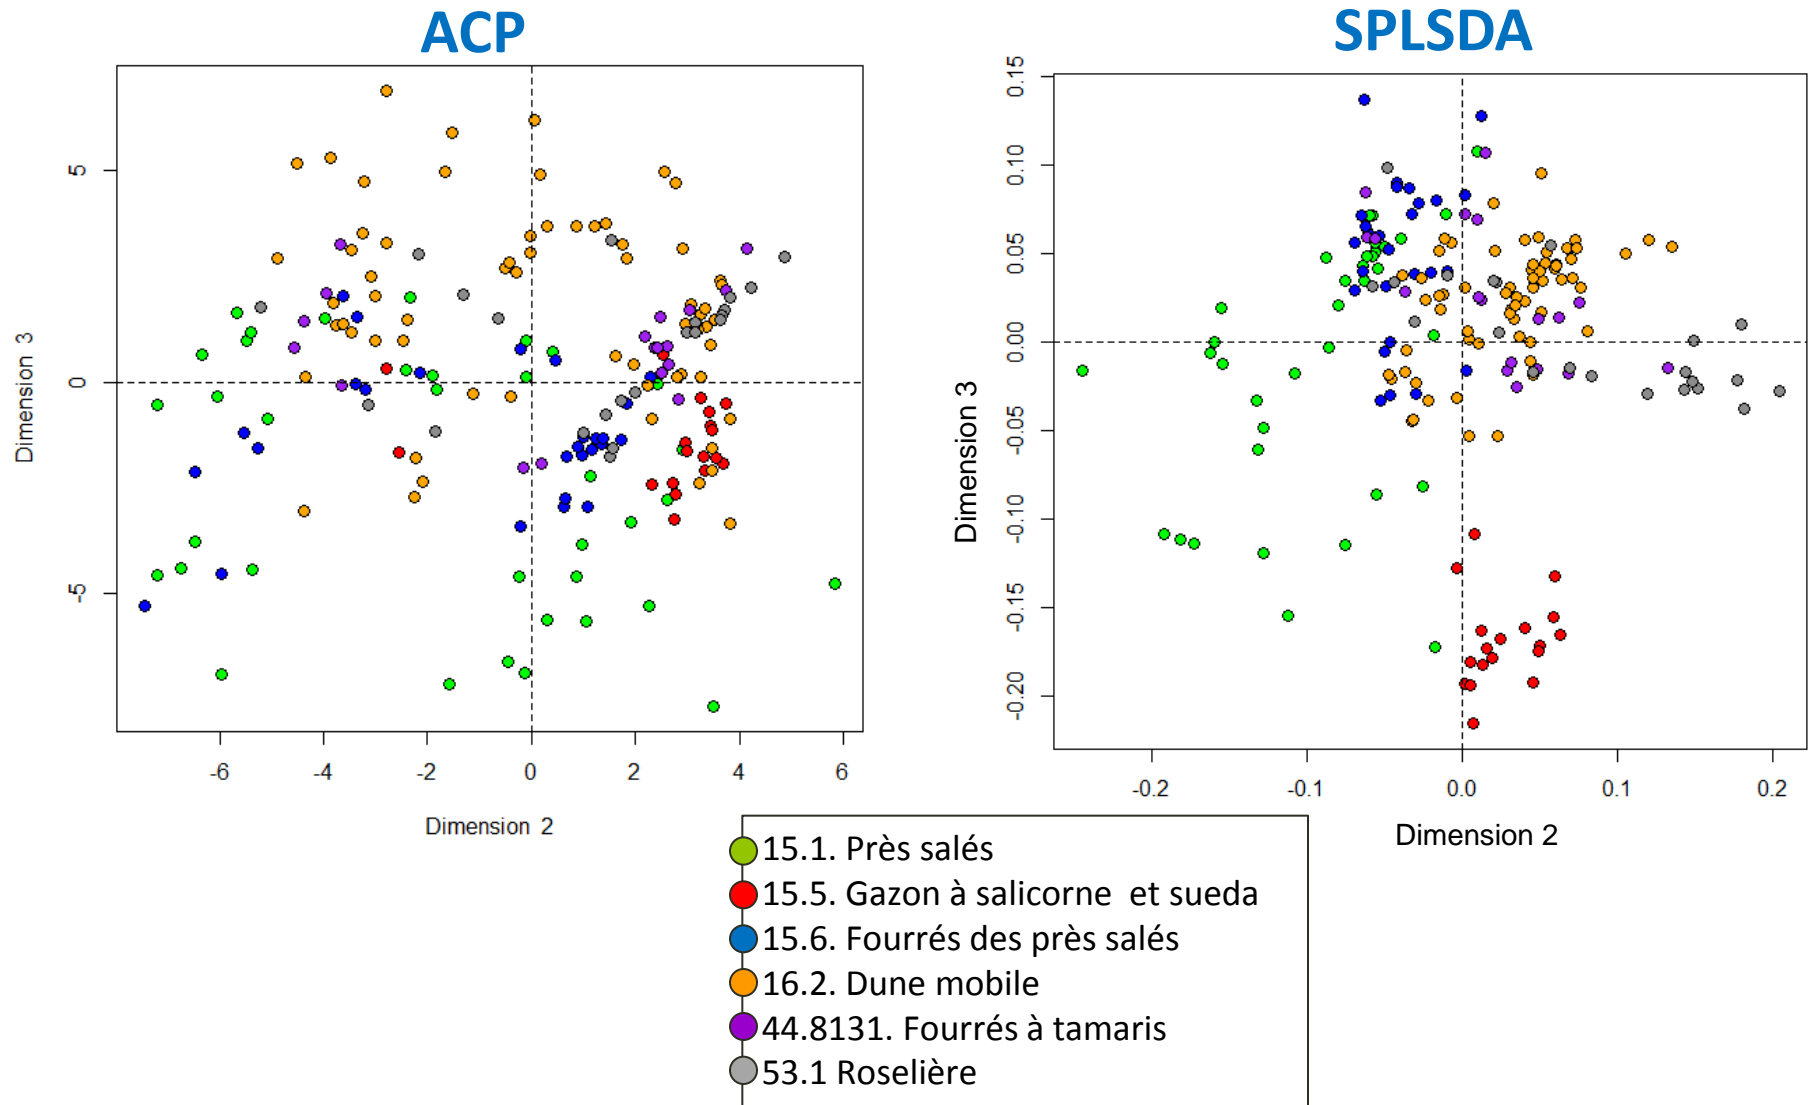 ACP
SPLSDA
5
0
-5
Dimension 3
-6 -4 -2 0 2 4 6
Dimension 2
0.15
0.10
0.05
0.00
-0.05
-0.10
-0.15
-0.20
Dimension 3
-0.2 -0.1 0.0 0.1 0.2
Dimension 2
15.1. Près salés
15.5. Gazon à salicorne et sueda
15.6. Fourrés des près salés
16.2. Dune mobile
44.8131. Fourrés à tamaris
53.1 Roselière